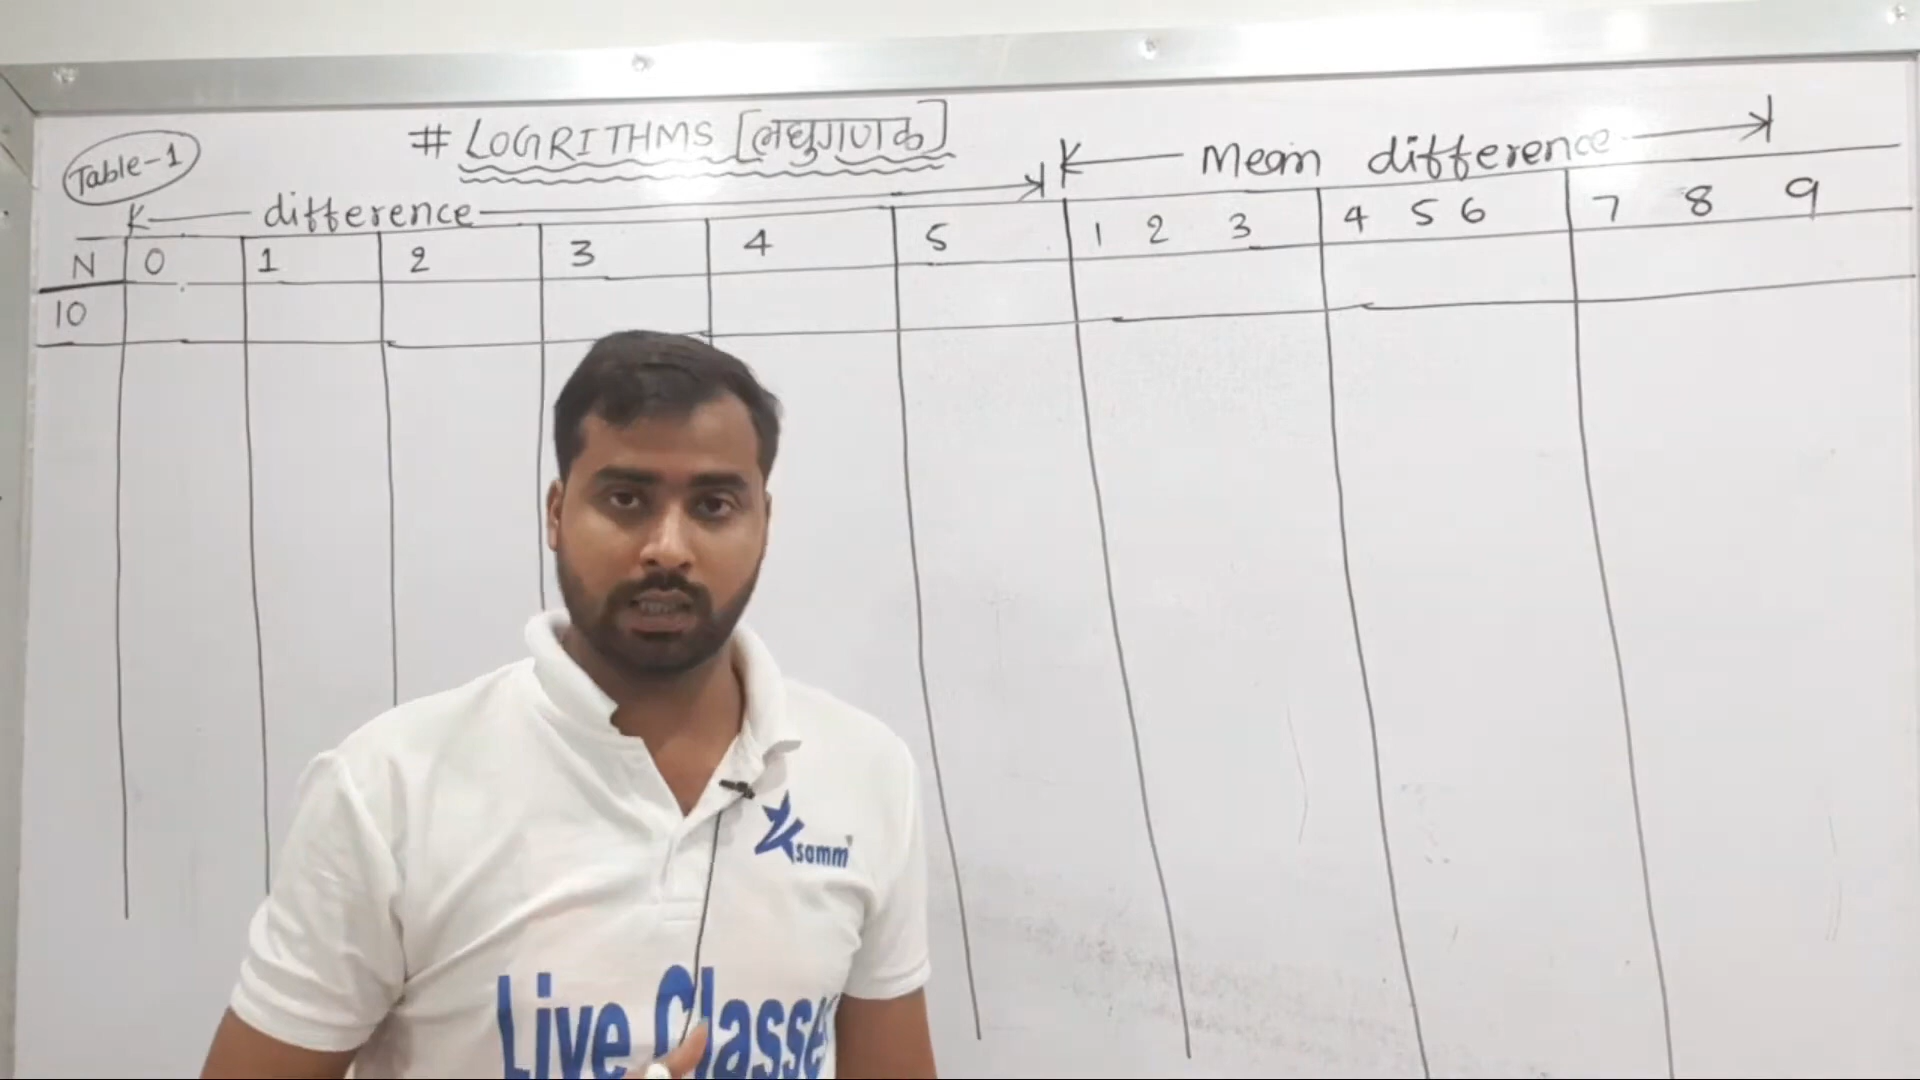 # LOGRITHMS [लघुगणक]
Table-1
difference
Mean difference
N 0 1 2 3 4 5 1 2 3 4 5 6 7 8 9
10
samm
Live Classes